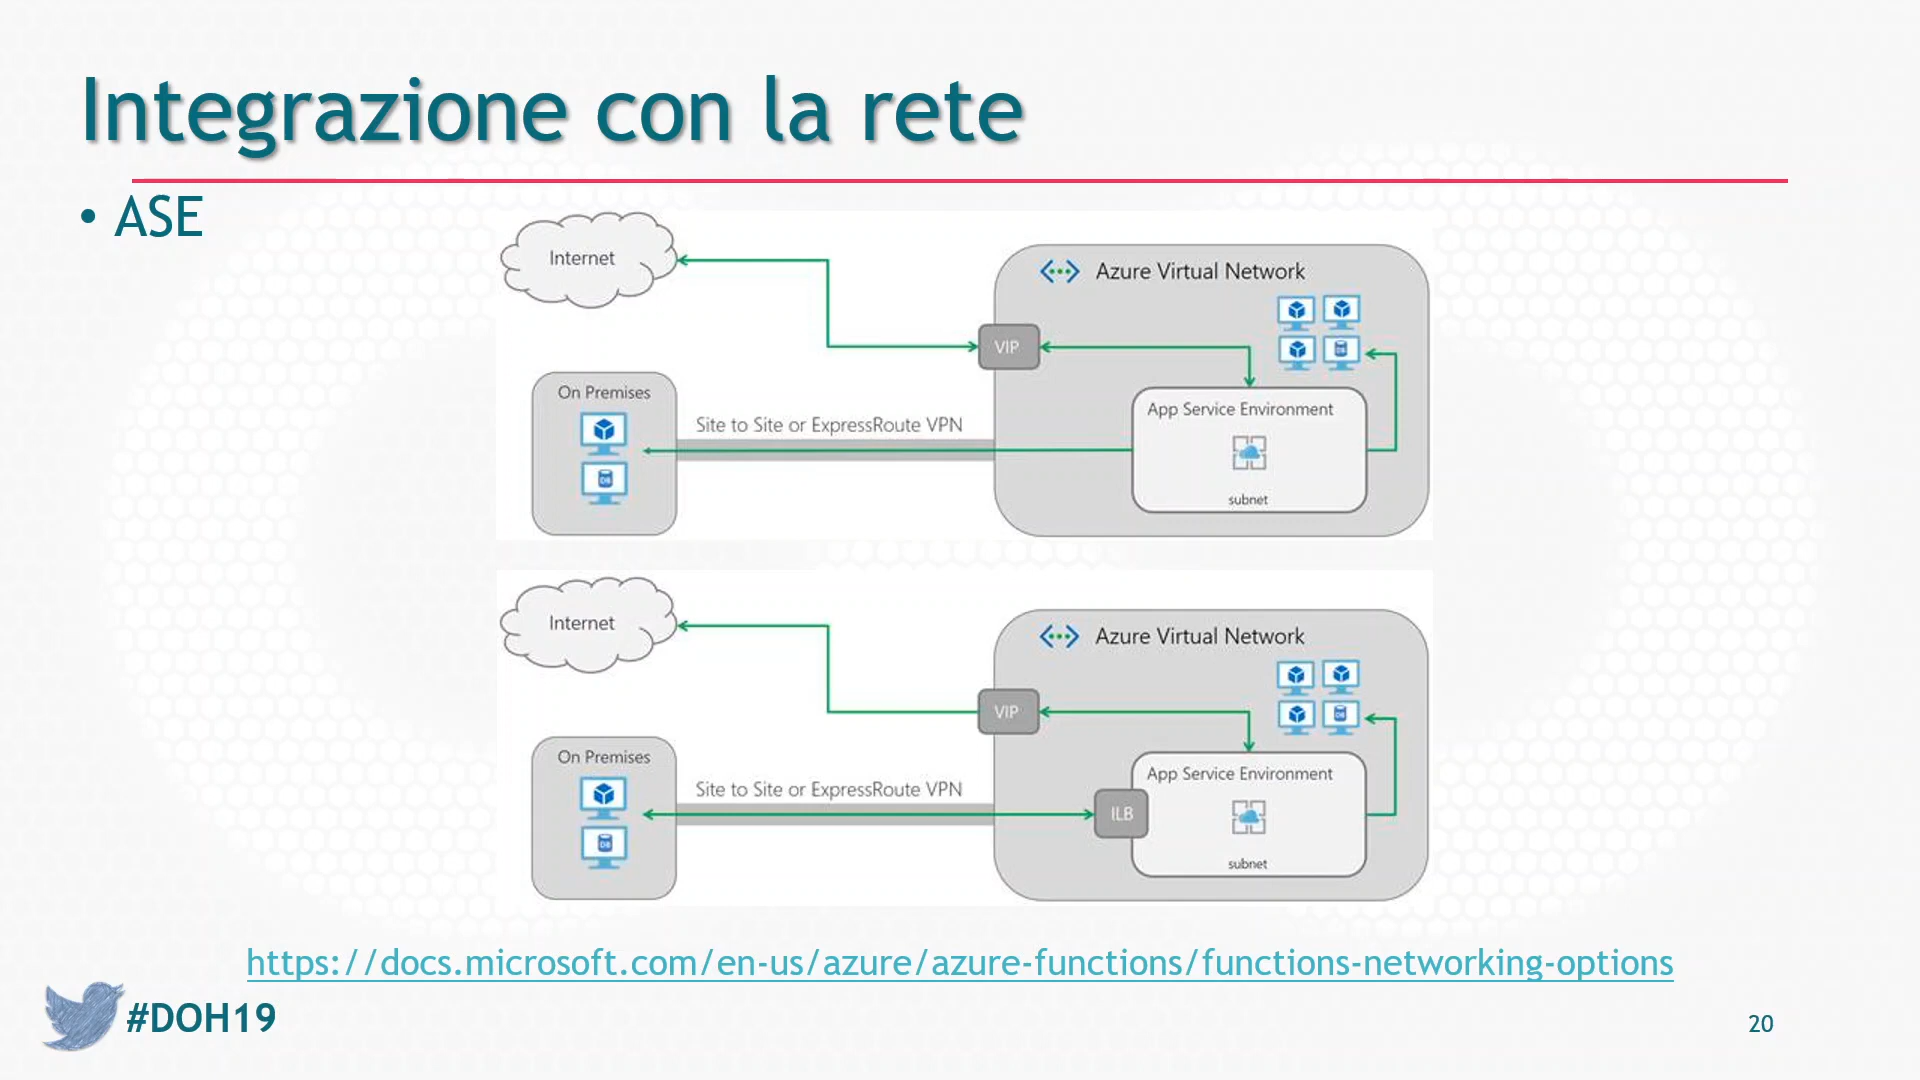 Integrazione con la rete
• ASE
Internet
Azure Virtual Network
VIP
On Premises
Site to Site or ExpressRoute VPN
App Service Environment
subnet
Internet
Azure Virtual Network
VIP
On Premises
Site to Site or ExpressRoute VPN
App Service Environment
ILB
subnet
https://docs.microsoft.com/en-us/azure/azure-functions/functions-networking-options
#DOH19
20